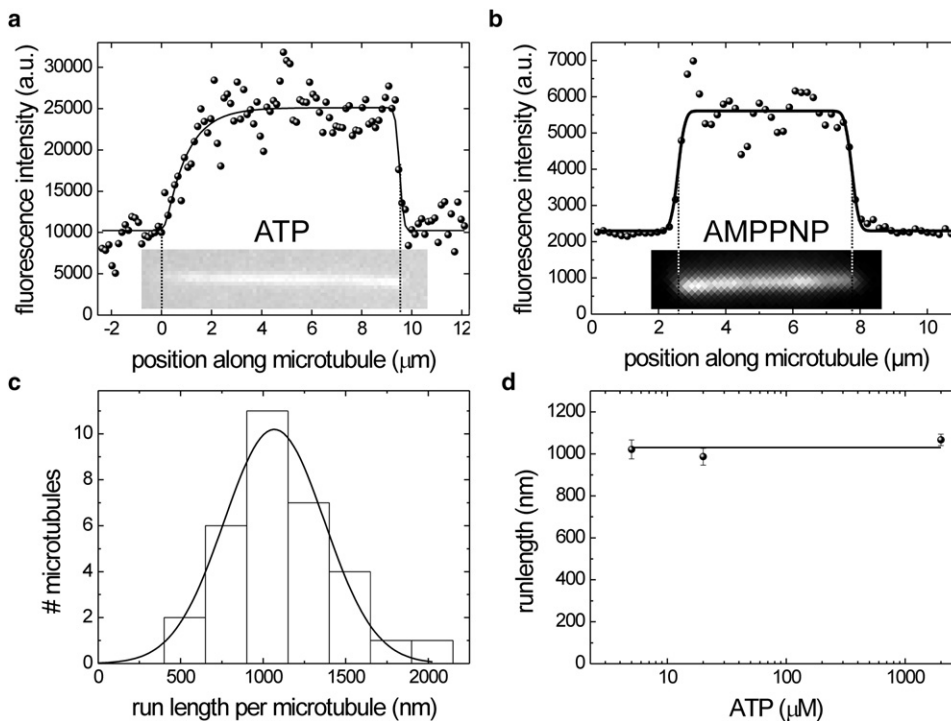 a
fluorescence intensity (a.u.)
30000
25000
20000
15000
10000
5000
0
ATP
-2 0 2 4 6 8 10 12
position along microtubule (μm)
b
fluorescence intensity (a.u.)
7000
6000
5000
4000
3000
2000
1000
0
AMPPNP
0 2 4 6 8 10
position along microtubule (μm)
c
# microtubules
10
8
6
4
2
0
0 500 1000 1500 2000
run length per microtubule (nm)
d
runlength (nm)
1200
1000
800
600
400
200
0
10 100 1000
ATP (μM)